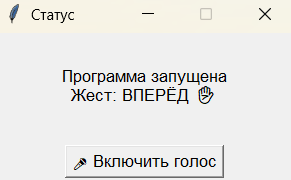 Статус
Программа запущена
Жест: ВПЕРЁД ✋
🎤 Включить голос